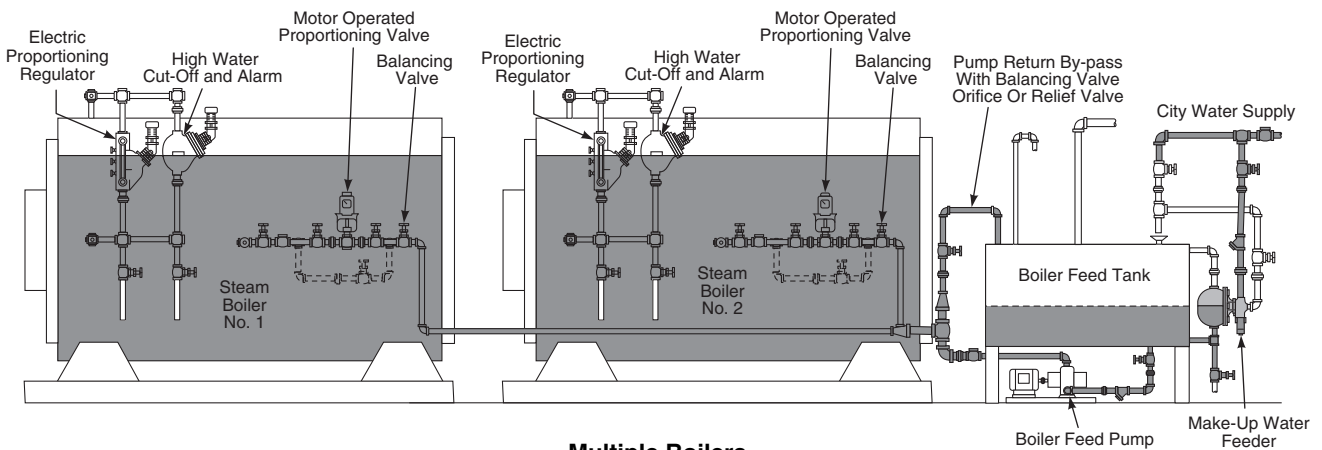 Electric
Proportioning
Regulator
High Water
Cut-Off and Alarm
Motor Operated
Proportioning Valve
Balancing
Valve
Electric
Proportioning
Regulator
High Water
Cut-Off and Alarm
Motor Operated
Proportioning Valve
Balancing
Valve
Pump Return By-pass
With Balancing Valve
Orifice Or Relief Valve
City Water Supply
Steam
Boiler
No. 1
Steam
Boiler
No. 2
Boiler Feed Tank
Boiler Feed Pump
Make-Up Water
Feeder
Multiple Boilers